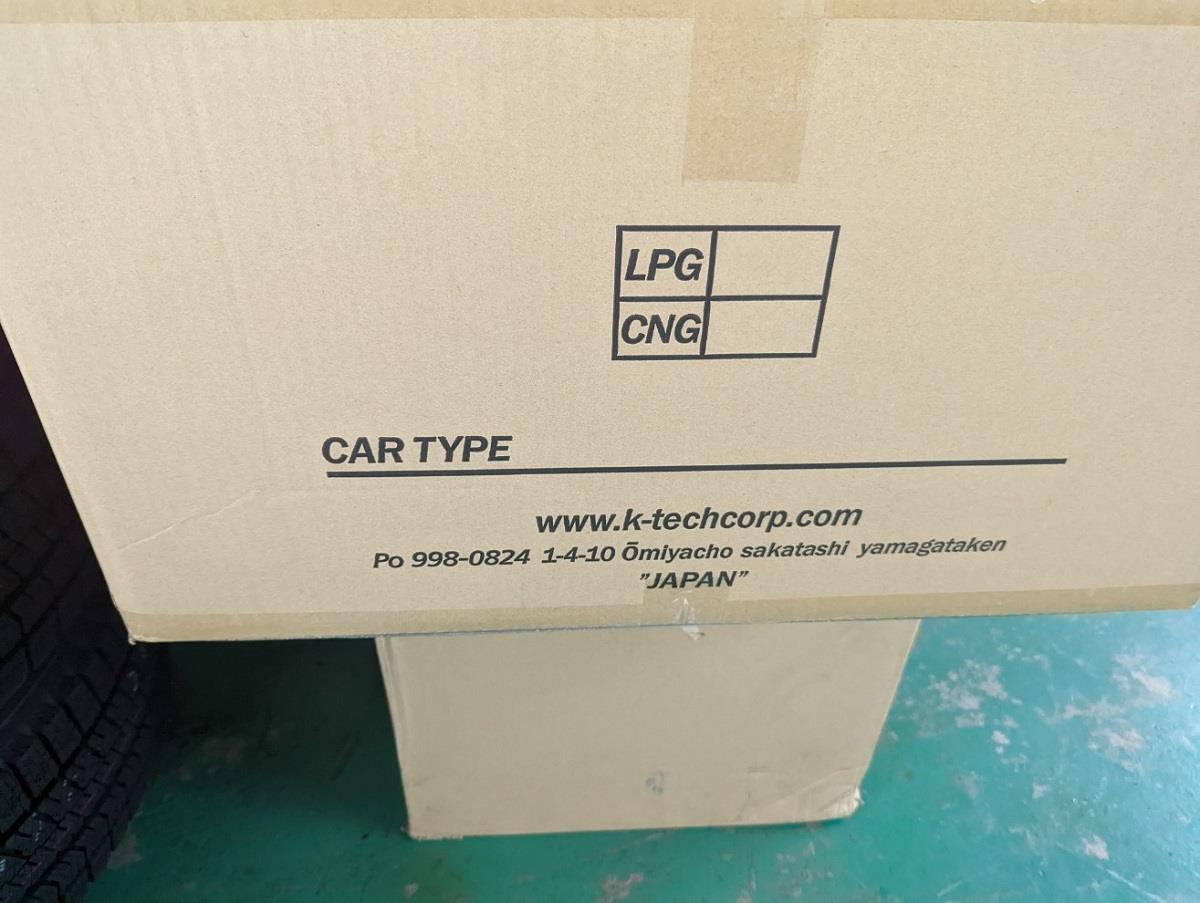 LPG
CNG
CAR TYPE
www.k-techcorp.com
Po 998-0824 1-4-10 Ōmiyacho sakatashi yamagataken
"JAPAN"